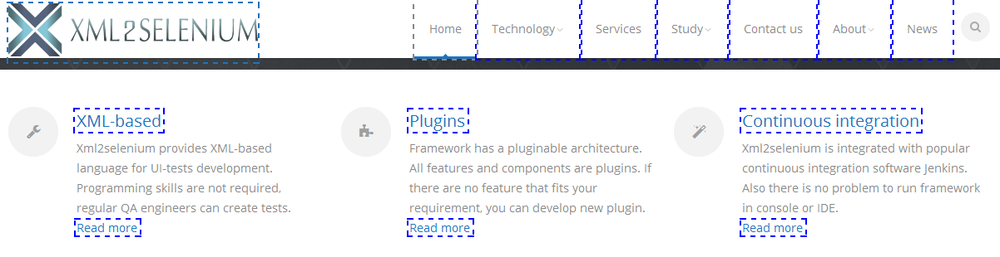 XML2SELENIUM
Home Technology Services Study Contact us About News
XML-based
Xml2selenium provides XML-based
language for UI-tests development.
Programming skills are not required,
regular QA engineers can create tests.
Read more
Plugins
Framework has a pluginable architecture.
All features and components are plugins. If
there are no feature that fits your
requirement, you can develop new plugin.
Read more
Continuous integration
Xml2selenium is integrated with popular
continuous integration software Jenkins.
Also there is no problem to run framework
in console or IDE.
Read more